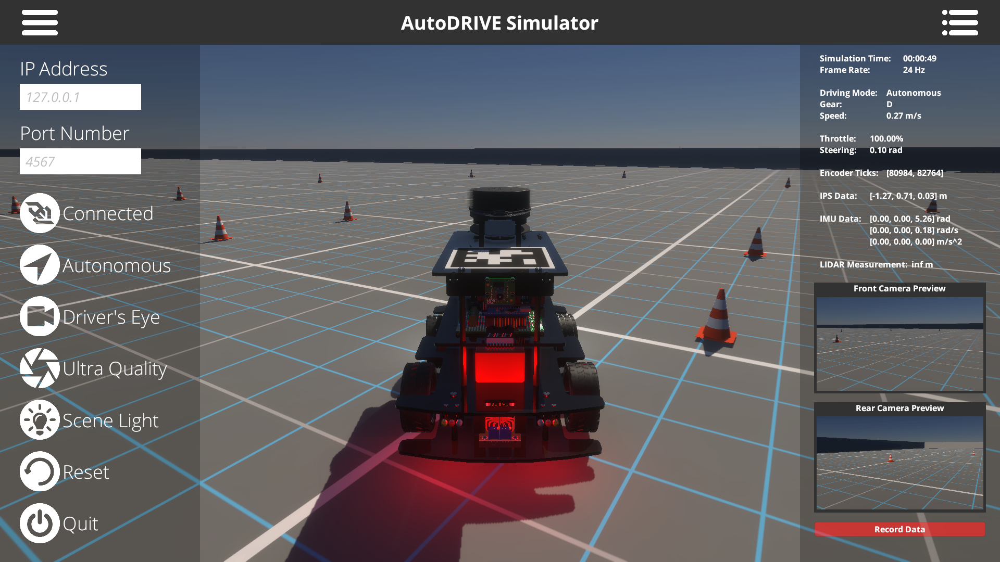 AutoDRIVE Simulator
IP Address
127.0.0.1
Port Number
4567
Connected
Autonomous
Driver's Eye
Ultra Quality
Scene Light
Reset
Quit
Simulation Time: 00:00:49
Frame Rate: 24 Hz
Driving Mode: Autonomous
Gear: D
Speed: 0.27 m/s
Throttle: 100.00%
Steering: 0.10 rad
Encoder Ticks: [80984, 82764]
IPS Data: [-1.27, 0.71, 0.03] m
IMU Data: [0.00, 0.00, 5.26] rad
[0.00, 0.00, 0.18] rad/s
[0.00, 0.00, 0.00] m/s^2
LIDAR Measurement: inf m
Front Camera Preview
Rear Camera Preview
Record Data